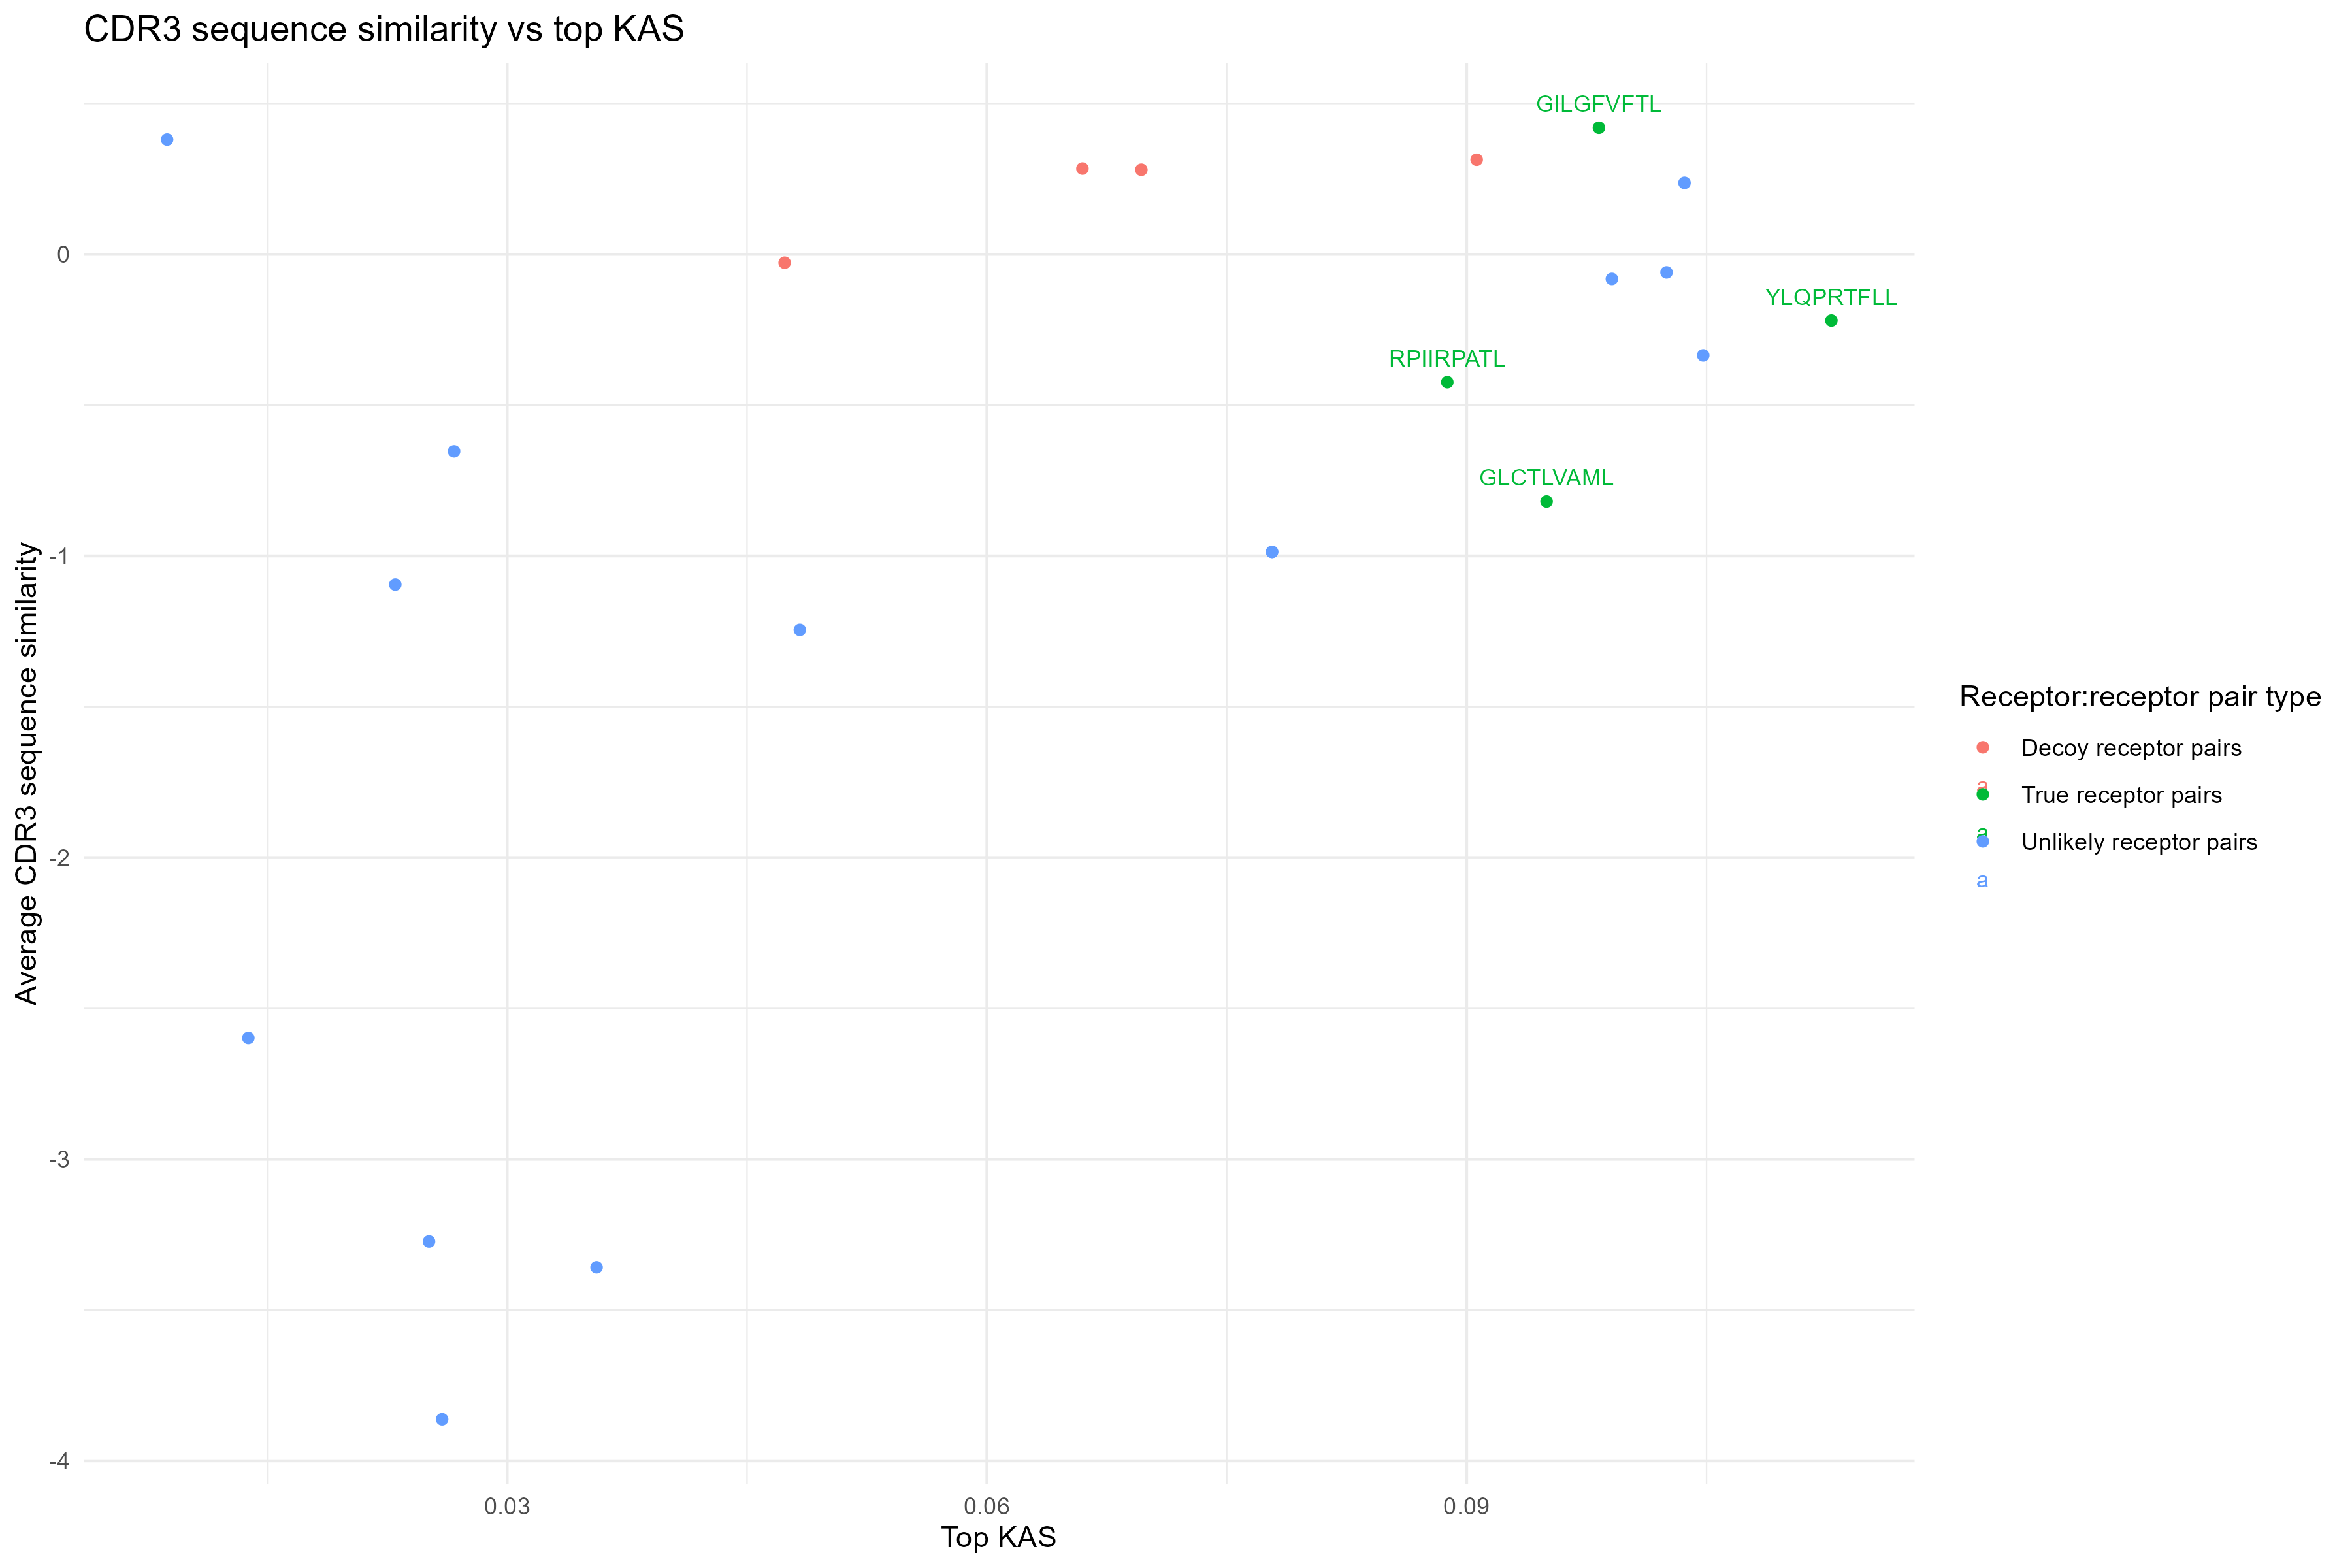 CDR3 sequence similarity vs top KAS
GILGFVFTL
YLQPRTFLL
RPIIRPATL
GLCTLVAML
Average CDR3 sequence similarity
0
-1
-2
-3
-4
0.03
0.06
0.09
Top KAS
Receptor:receptor pair type
Decoy receptor pairs
a
True receptor pairs
a
Unlikely receptor pairs
a